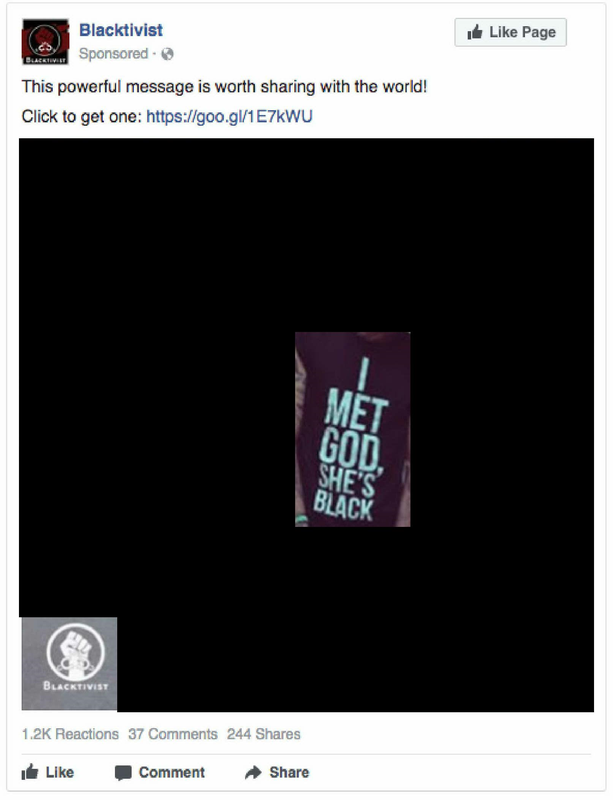 Blacktivist
Sponsored ·
Like Page
BLACKTIVIST
This powerful message is worth sharing with the world!
Click to get one: https://goo.gl/1E7kWU
I
MET
GOD,
SHE'S
BLACK
BLACKTIVIST
1.2K Reactions 37 Comments 244 Shares
Like Comment Share